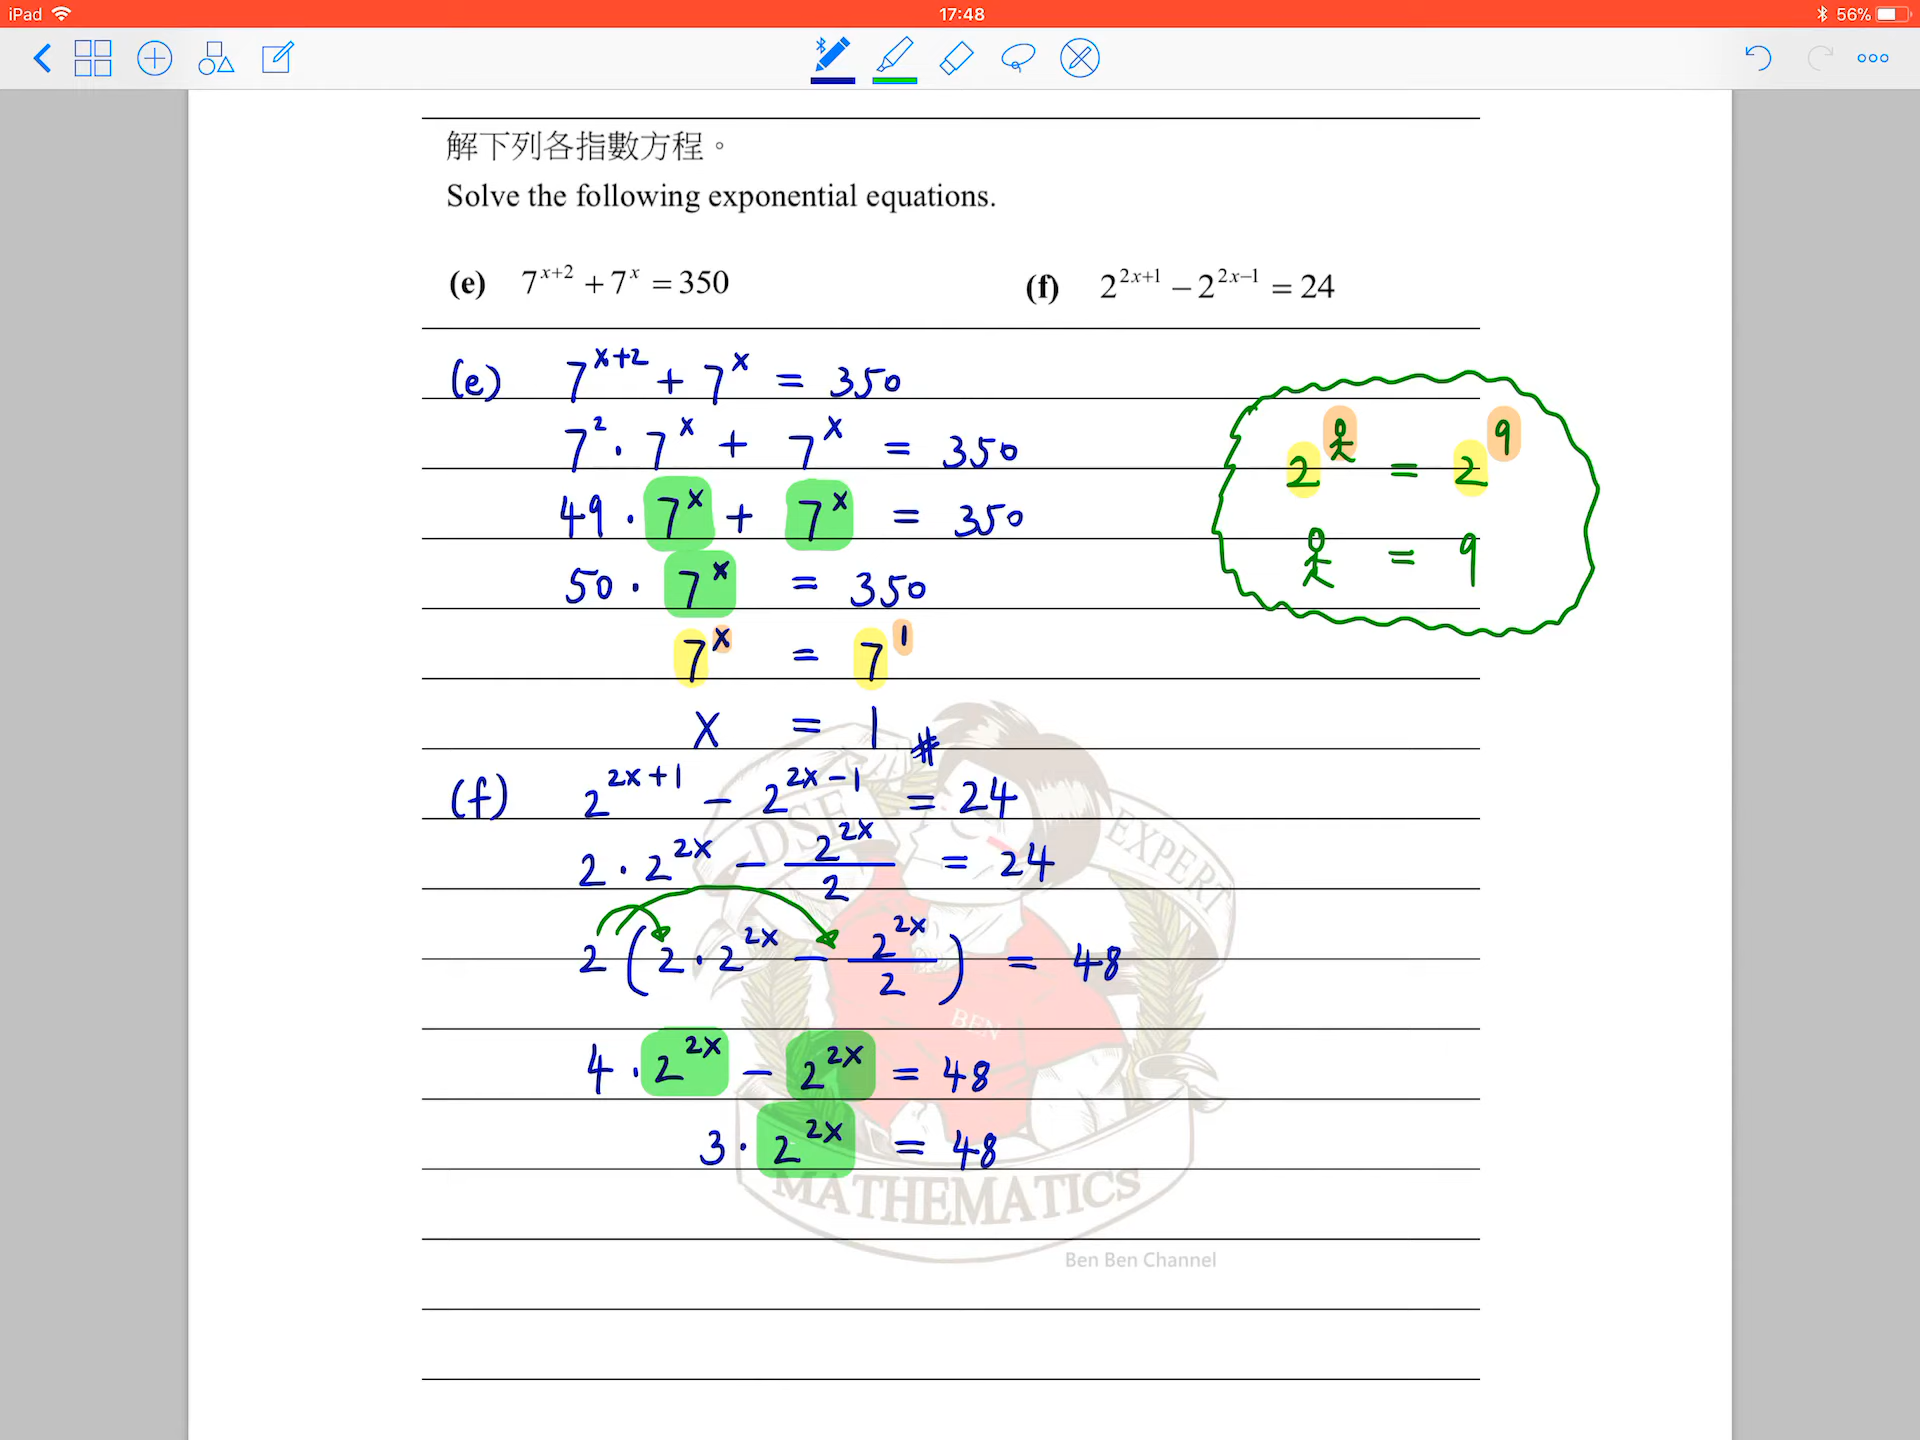 iPad 17:48 56%
解下列各指數方程。
Solve the following exponential equations.
(e) 7^{x+2} + 7^x = 350 (f) 2^{2x+1} − 2^{2x−1} = 24
(e) 7^{x+2} + 7^x = 350
7^2 · 7^x + 7^x = 350
49 · 7^x + 7^x = 350
50 · 7^x = 350
7^x = 7^1
x = 1 #
2^웃 = 2^9
웃 = 9
(f) 2^{2x+1} − 2^{2x−1} = 24
2 · 2^{2x} − \frac{2^{2x}}{2} = 24
2 (2 · 2^{2x} − \frac{2^{2x}}{2}) = 48
4 · 2^{2x} − 2^{2x} = 48
3 · 2^{2x} = 48
DSE EXPERT
BEN
MATHEMATICS
Ben Ben Channel